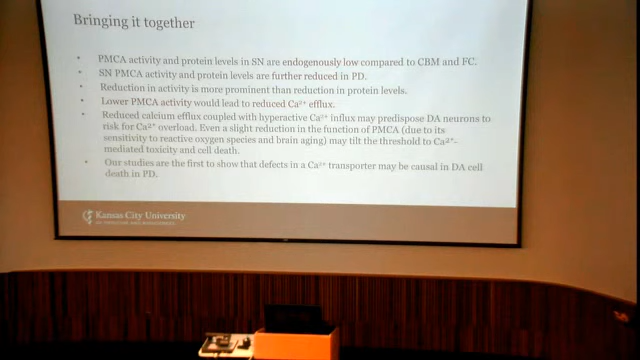 Bringing it together
• PMCA activity and protein levels in SN are endogenously low compared to CBM and FC.
• SN PMCA activity and protein levels are further reduced in PD.
• Reduction in activity is more prominent than reduction in protein levels.
• Lower PMCA activity would lead to reduced Ca²⁺ efflux.
• Reduced calcium efflux coupled with hyperactive Ca²⁺ influx may predispose DA neurons to
risk for Ca²⁺ overload. Even a slight reduction in the function of PMCA (due to its
sensitivity to reactive oxygen species and brain aging) may tilt the threshold to Ca²⁺-
mediated toxicity and cell death.
• Our studies are the first to show that defects in a Ca²⁺ transporter may be causal in DA cell
death in PD.
Kansas City University